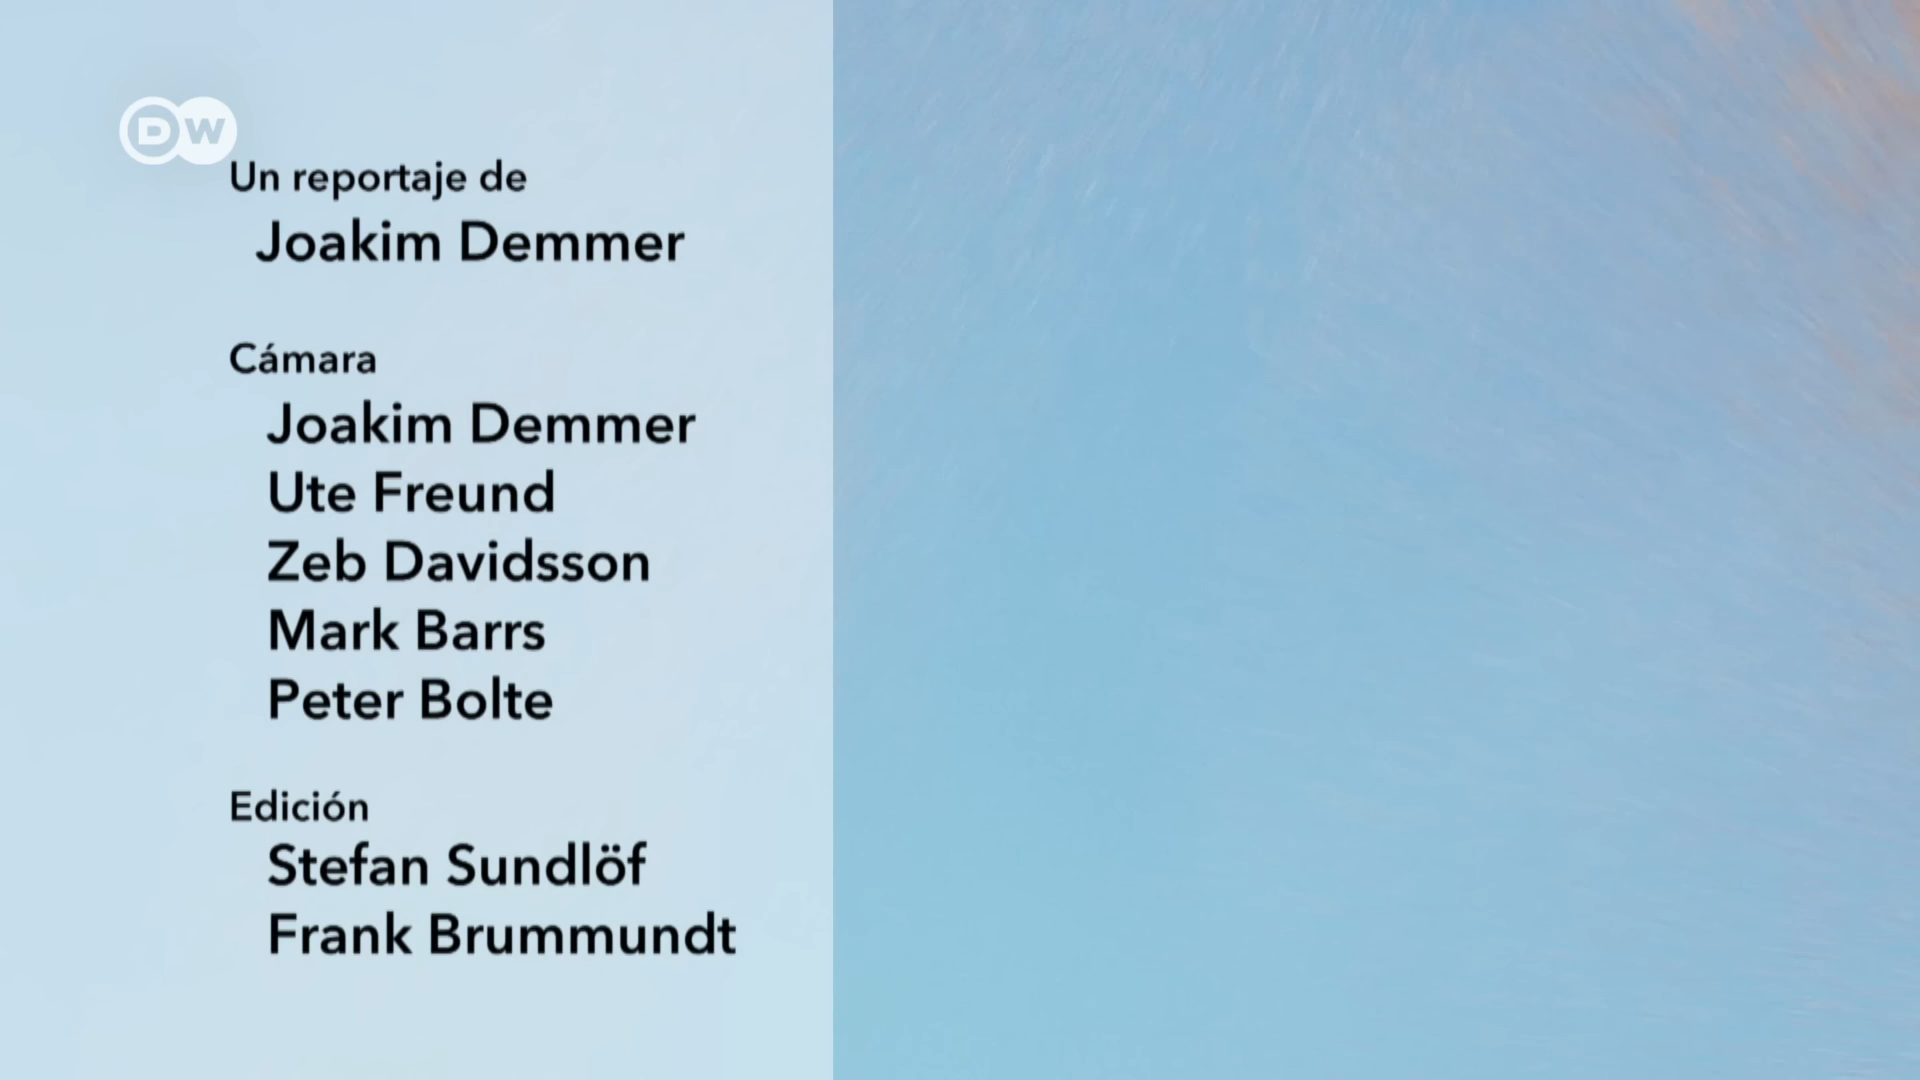 DW
Un reportaje de
Joakim Demmer
Cámara
Joakim Demmer
Ute Freund
Zeb Davidsson
Mark Barrs
Peter Bolte
Edición
Stefan Sundlöf
Frank Brummundt